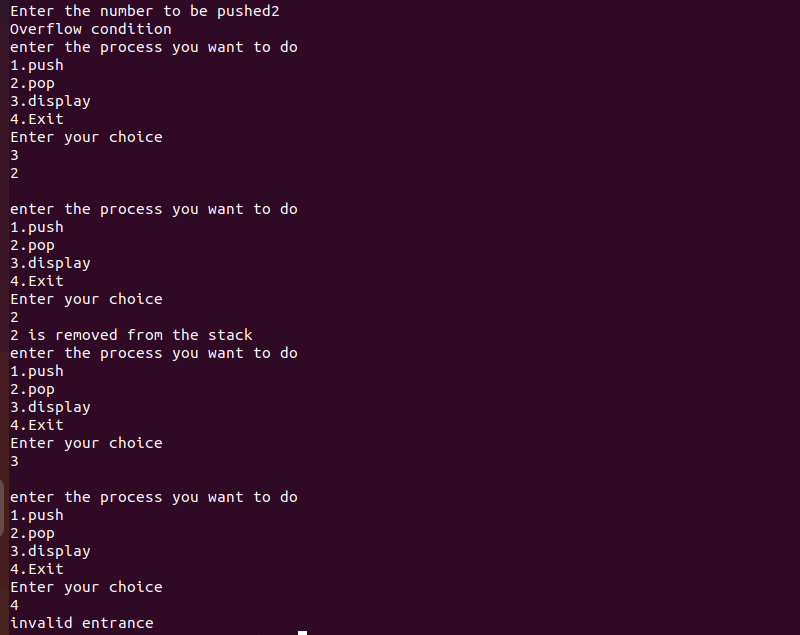 Enter the number to be pushed2
Overflow condition
enter the process you want to do
1.push
2.pop
3.display
4.Exit
Enter your choice
3
2
enter the process you want to do
1.push
2.pop
3.display
4.Exit
Enter your choice
2
2 is removed from the stack
enter the process you want to do
1.push
2.pop
3.display
4.Exit
Enter your choice
3
enter the process you want to do
1.push
2.pop
3.display
4.Exit
Enter your choice
4
invalid entrance